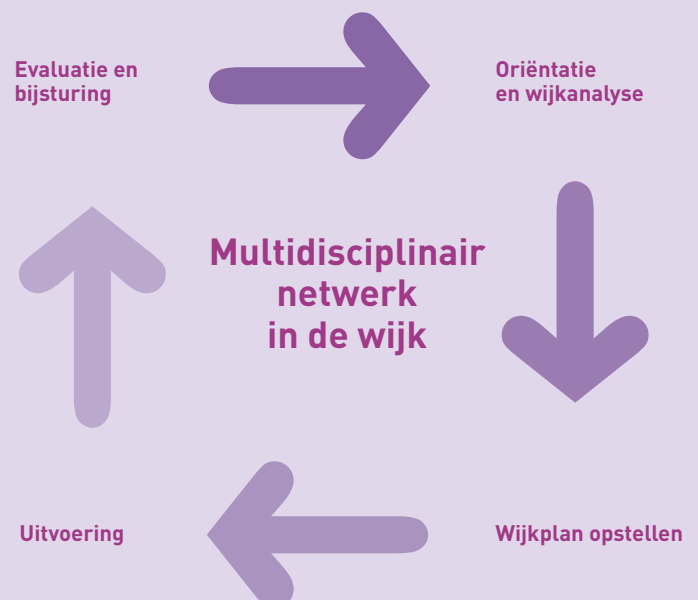 Evaluatie en
bijsturing
Oriëntatie
en wijkanalyse
Multidisciplinair
netwerk
in de wijk
Uitvoering
Wijkplan opstellen